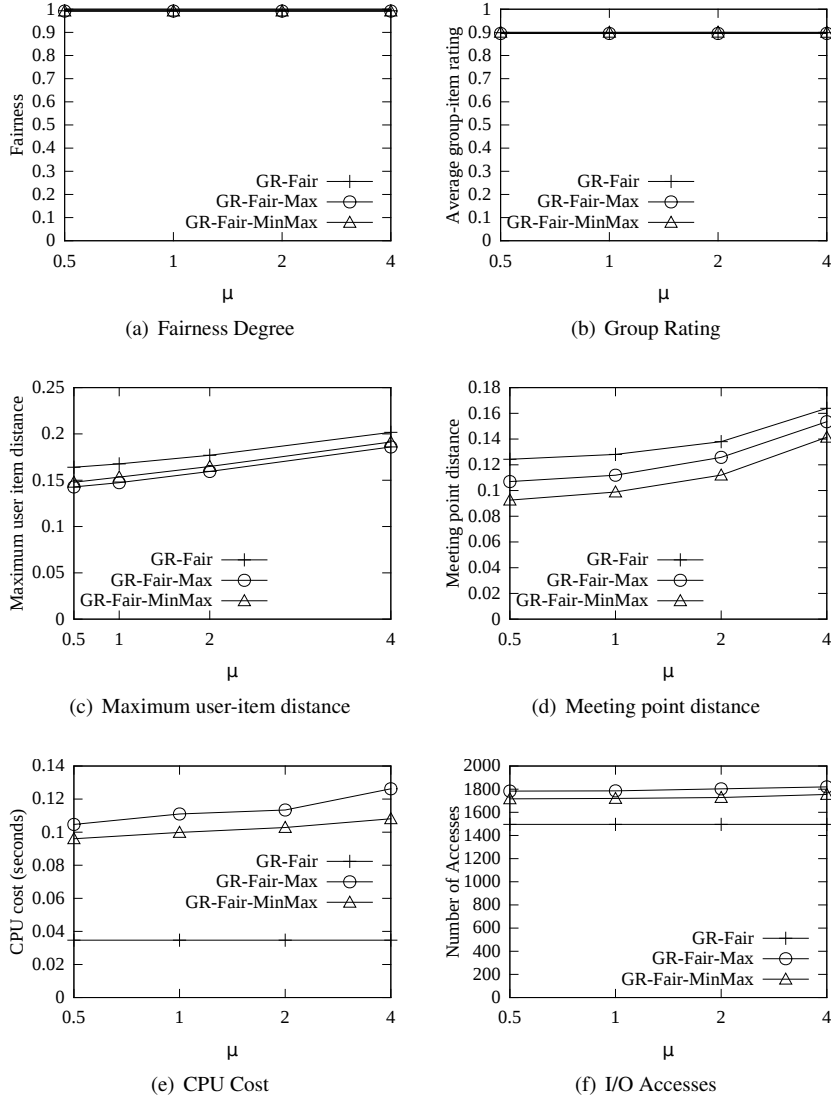 1
0.9
0.8
0.7
0.6
0.5
0.4
0.3
0.2
0.1
0
Fairness
GR-Fair
GR-Fair-Max
GR-Fair-MinMax
0.5 1 2 4
μ
(a) Fairness Degree
1
0.9
0.8
0.7
0.6
0.5
0.4
0.3
0.2
0.1
0
Average group-item rating
GR-Fair
GR-Fair-Max
GR-Fair-MinMax
0.5 1 2 4
μ
(b) Group Rating
0.25
0.2
0.15
0.1
0.05
0
Maximum user item distance
GR-Fair
GR-Fair-Max
GR-Fair-MinMax
0.5 1 2 4
μ
(c) Maximum user-item distance
0.18
0.16
0.14
0.12
0.1
0.08
0.06
0.04
0.02
0
Meeting point distance
GR-Fair
GR-Fair-Max
GR-Fair-MinMax
0.5 1 2 4
μ
(d) Meeting point distance
0.14
0.12
0.1
0.08
0.06
0.04
0.02
0
CPU cost (seconds)
GR-Fair
GR-Fair-Max
GR-Fair-MinMax
0.5 1 2 4
μ
(e) CPU Cost
2000
1800
1600
1400
1200
1000
800
600
400
200
0
Number of Accesses
GR-Fair
GR-Fair-Max
GR-Fair-MinMax
0.5 1 2 4
μ
(f) I/O Accesses